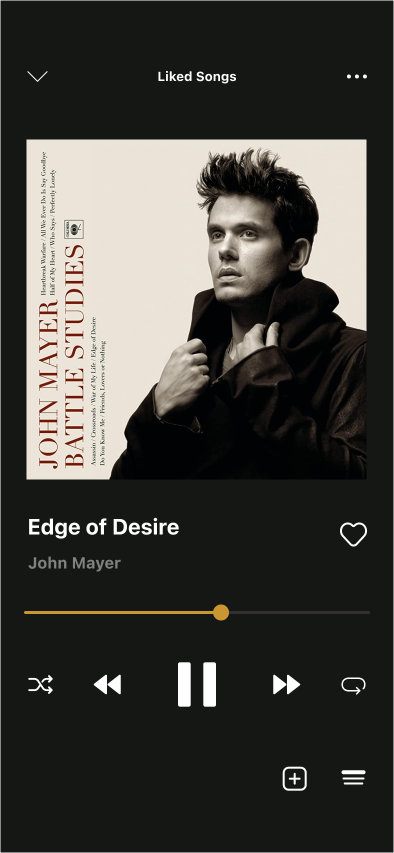 Liked Songs
JOHN MAYER
BATTLE STUDIES
Heartbreak Warfare / All We Ever Do Is Say Goodbye
Half of My Heart / Who Says / Perfectly Lonely
Assassin / Crossroads / War of My Life / Edge of Desire
Do You Know Me / Friends, Lovers or Nothing
Edge of Desire
John Mayer